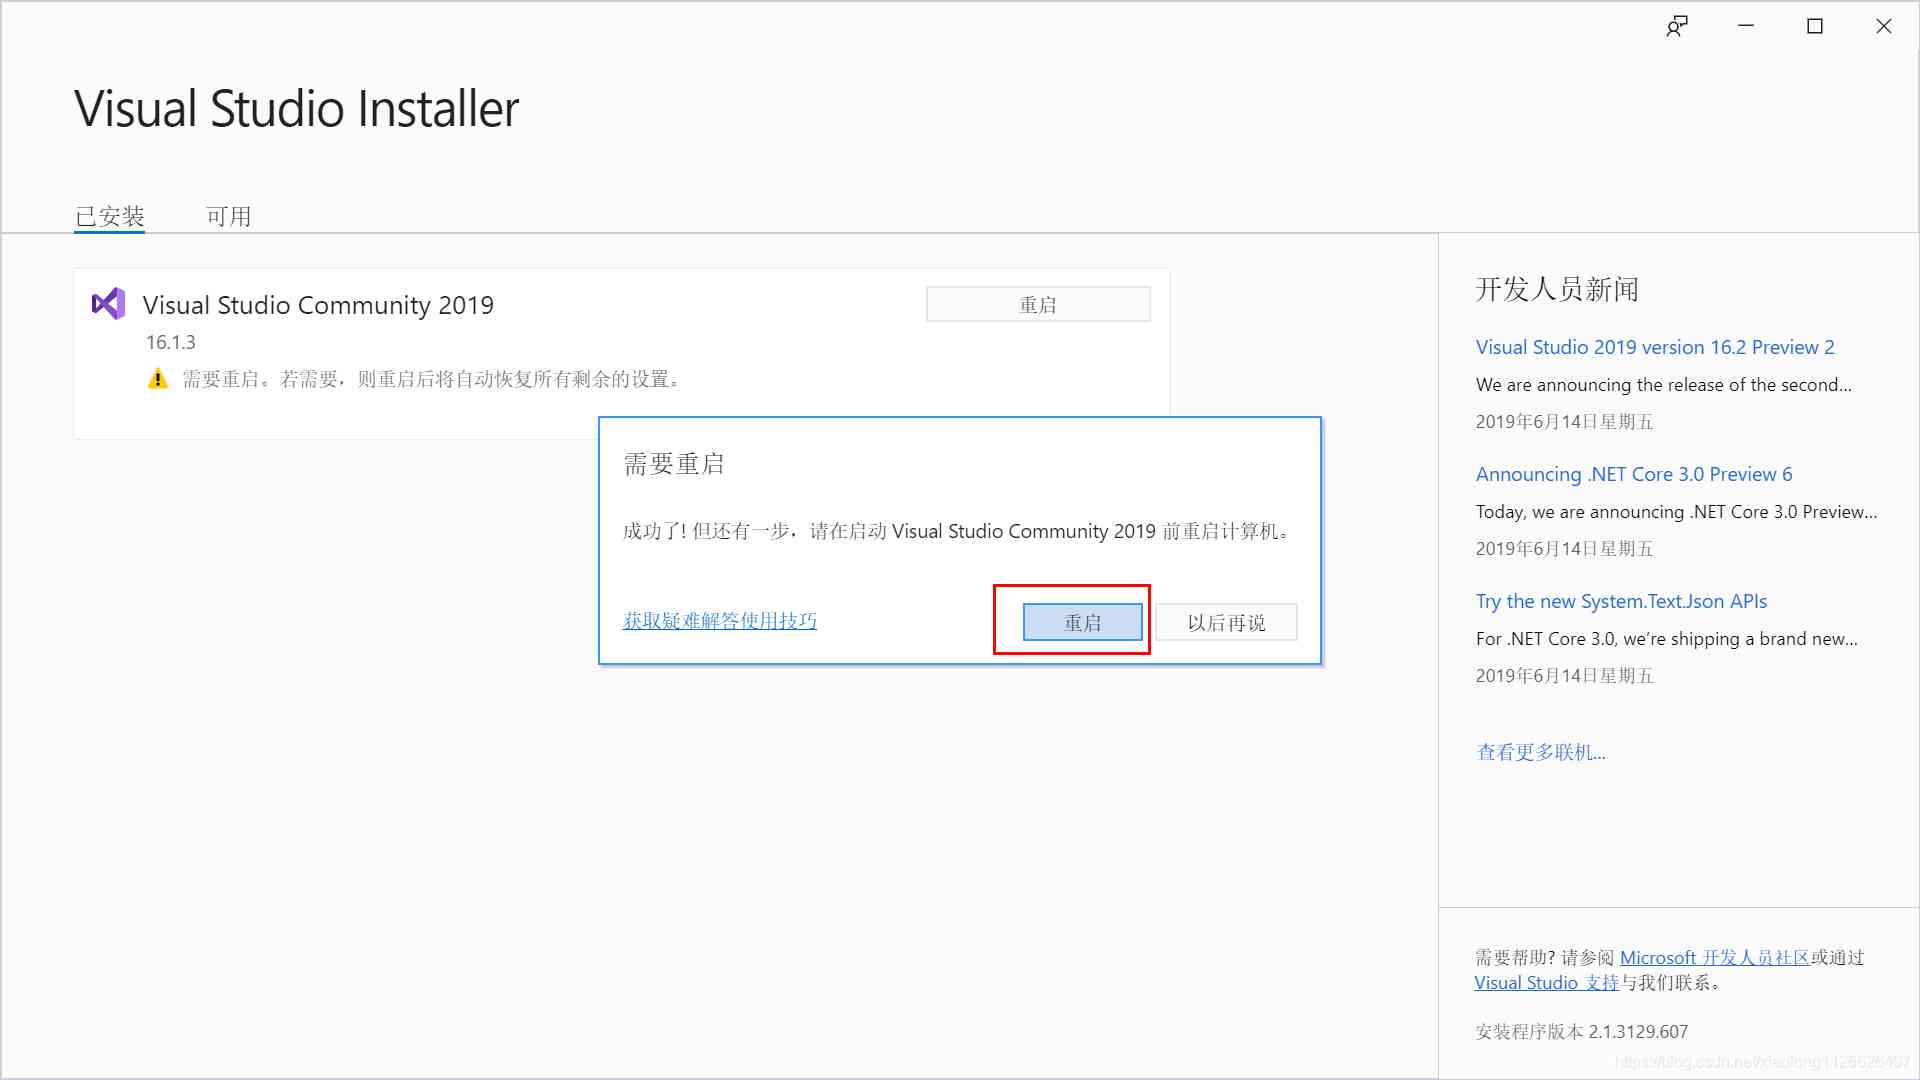 Visual Studio Installer
已安装 可用
Visual Studio Community 2019
重启
16.1.3
需要重启。若需要，则重启后将自动恢复所有剩余的设置。
需要重启
成功了! 但还有一步，请在启动 Visual Studio Community 2019 前重启计算机。
获取疑难解答使用技巧
重启
以后再说
开发人员新闻
Visual Studio 2019 version 16.2 Preview 2
We are announcing the release of the second...
2019年6月14日星期五
Announcing .NET Core 3.0 Preview 6
Today, we are announcing .NET Core 3.0 Preview...
2019年6月14日星期五
Try the new System.Text.Json APIs
For .NET Core 3.0, we’re shipping a brand new...
2019年6月14日星期五
查看更多联机...
需要帮助? 请参阅 Microsoft 开发人员社区或通过
Visual Studio 支持与我们联系。
安装程序版本 2.1.3129.607